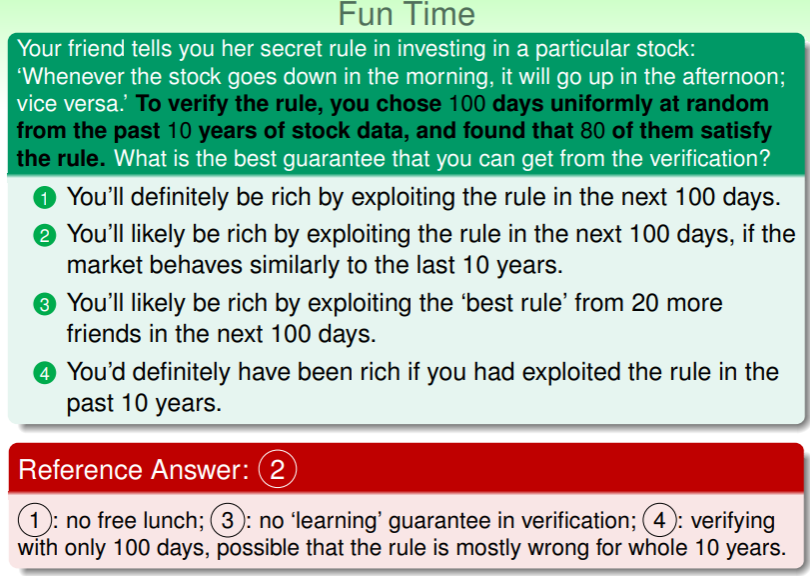 Fun Time
Your friend tells you her secret rule in investing in a particular stock:
‘Whenever the stock goes down in the morning, it will go up in the afternoon;
vice versa.’ To verify the rule, you chose 100 days uniformly at random
from the past 10 years of stock data, and found that 80 of them satisfy
the rule. What is the best guarantee that you can get from the verification?
1 You’ll definitely be rich by exploiting the rule in the next 100 days.
2 You’ll likely be rich by exploiting the rule in the next 100 days, if the
market behaves similarly to the last 10 years.
3 You’ll likely be rich by exploiting the ‘best rule’ from 20 more
friends in the next 100 days.
4 You’d definitely have been rich if you had exploited the rule in the
past 10 years.
Reference Answer: 2
1: no free lunch; 3: no ‘learning’ guarantee in verification; 4: verifying
with only 100 days, possible that the rule is mostly wrong for whole 10 years.